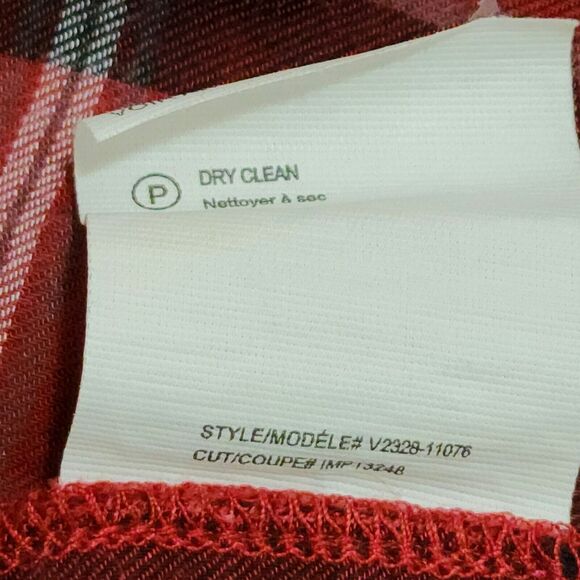 P DRY CLEAN
Nettoyer À sec
STYLE/MODÉLE# V2328-11076
CUT/COUPE# IMP13248